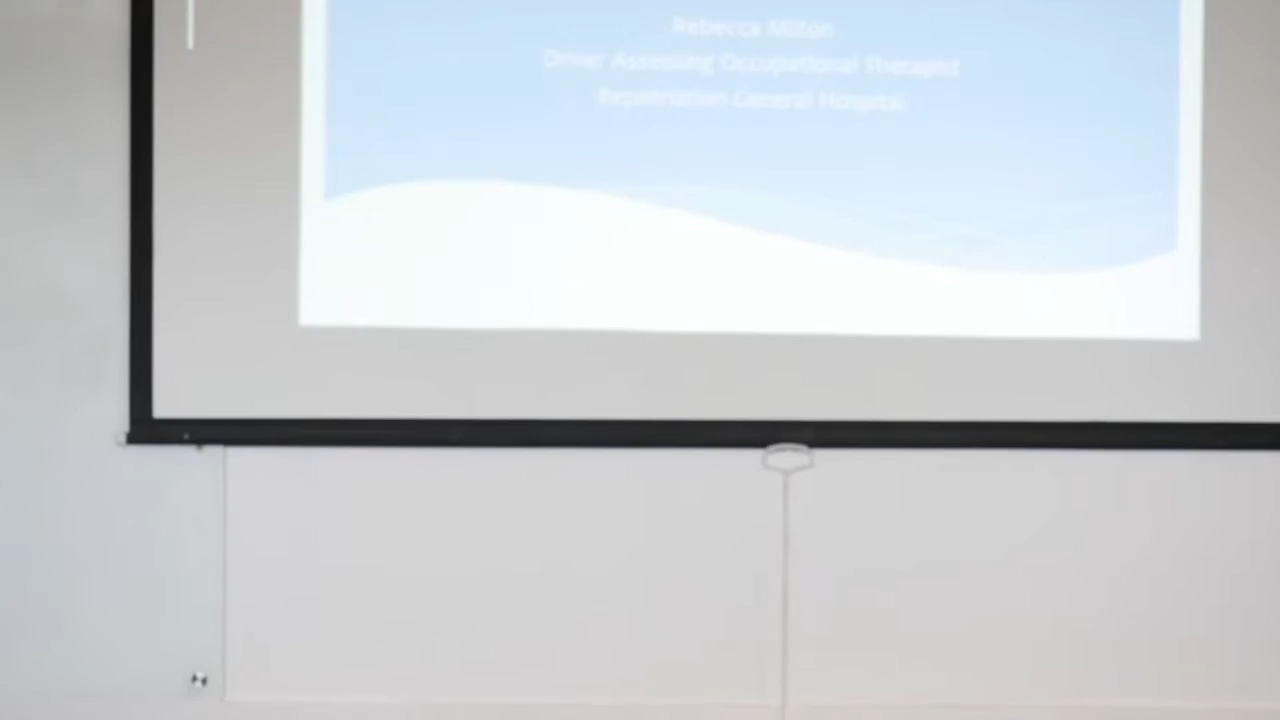 Rebecca Milton
Driver Assessing Occupational Therapist
Repatriation General Hospital